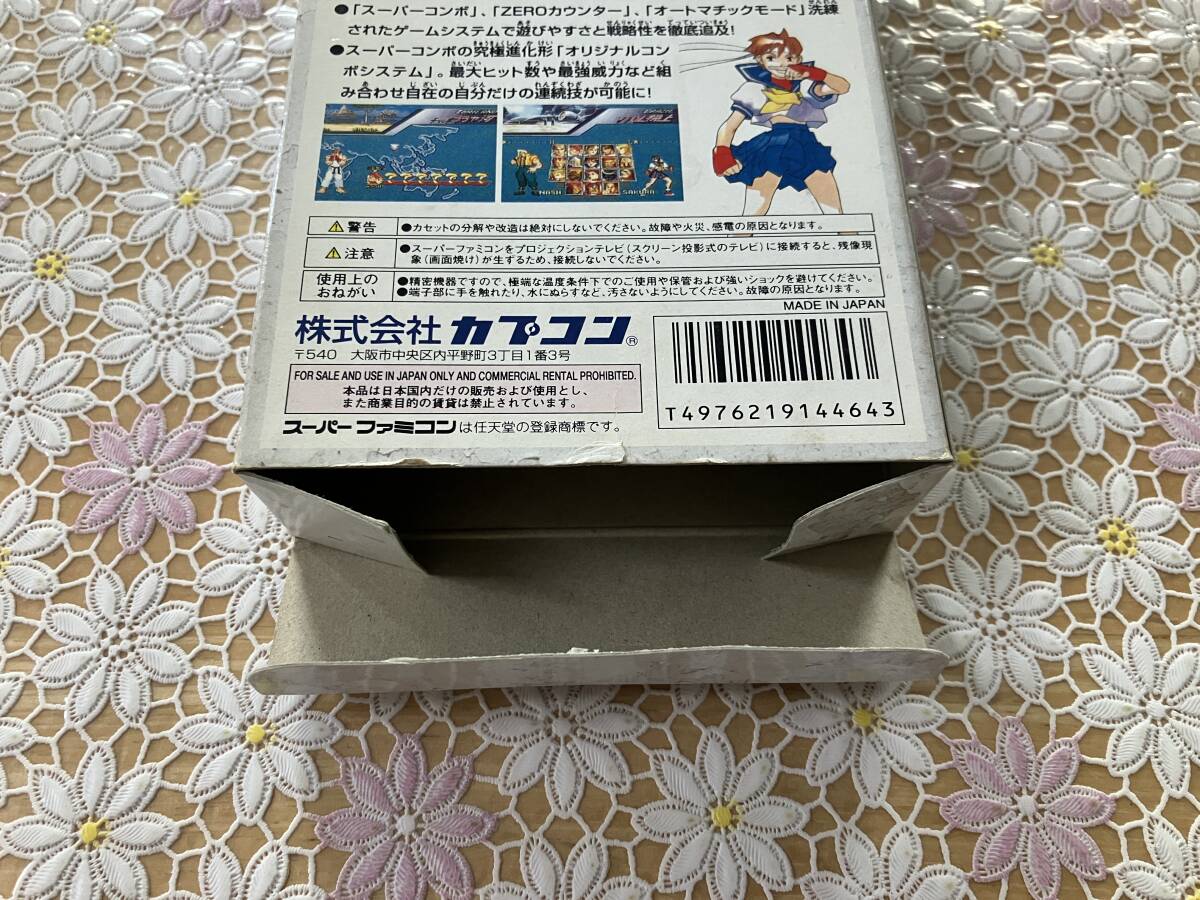 ●「スーパーコンボ」、「ZEROカウンター」、「オートマチックモード」洗練
されたゲームシステムで遊びやすさと戦略性を徹底追及!
●スーパーコンボの究極進化形「オリジナルコン
ボシステム」。最大ヒット数や最強威力など組
み合わせ自在の自分だけの連続技が可能に!
NASH
SAKURA
⚠警告 ●カセットの分解や改造は絶対にしないでください。故障や火災、感電の原因となります。
⚠注意 ●スーパーファミコンをプロジェクションテレビ(スクリーン投影式のテレビ)に接続すると、残像現
象(画面焼け)が生ずるため、接続しないでください。
使用上の
おねがい
●精密機器ですので、極端な温度条件下でのご使用や保管および強いショックを避けてください。
●端子部に手を触れたり、水にぬらすなど、汚さないようにしてください。故障の原因となります。
MADE IN JAPAN
株式会社 カプコン®
〒540 大阪市中央区内平野町3丁目1番3号
FOR SALE AND USE IN JAPAN ONLY AND COMMERCIAL RENTAL PROHIBITED.
本品は日本国内だけの販売および使用とし、
また商業目的の賃貸は禁止されています。
T4976219144643
スーパーファミコンは任天堂の登録商標です。